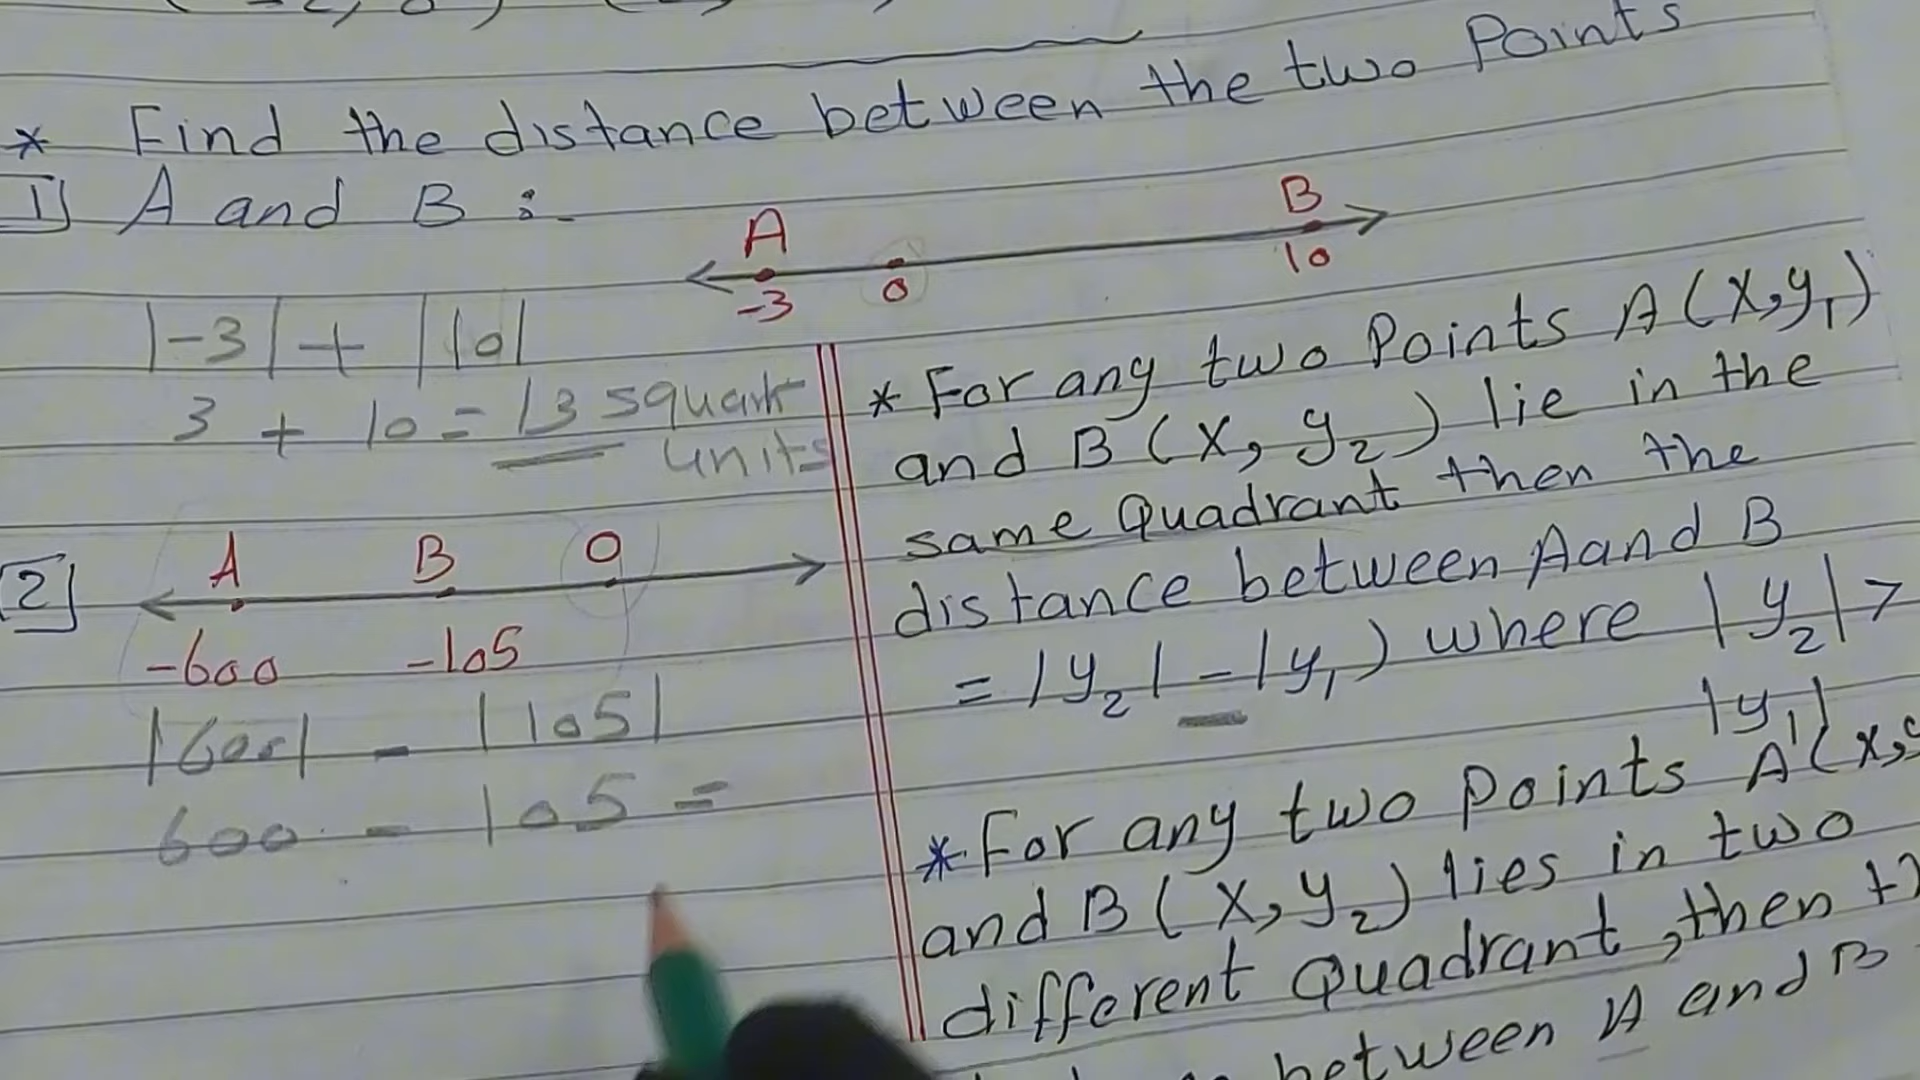 * Find the distance between the two Points
1 A and B :-
A B
-3 0 10
|-3| + |10|
3 + 10 = 13 square
units
2 A B 0
-600 -105
|600| - |105|
600 - 105 =
* For any two Points A(X,y1)
and B(X, y2) lie in the
same Quadrant then the
distance between A and B
= |y2| - |y1| where |y2| >
|y1|
* For any two Points A(X,
and B(X, y2) lies in two
different Quadrant, then
between A and B